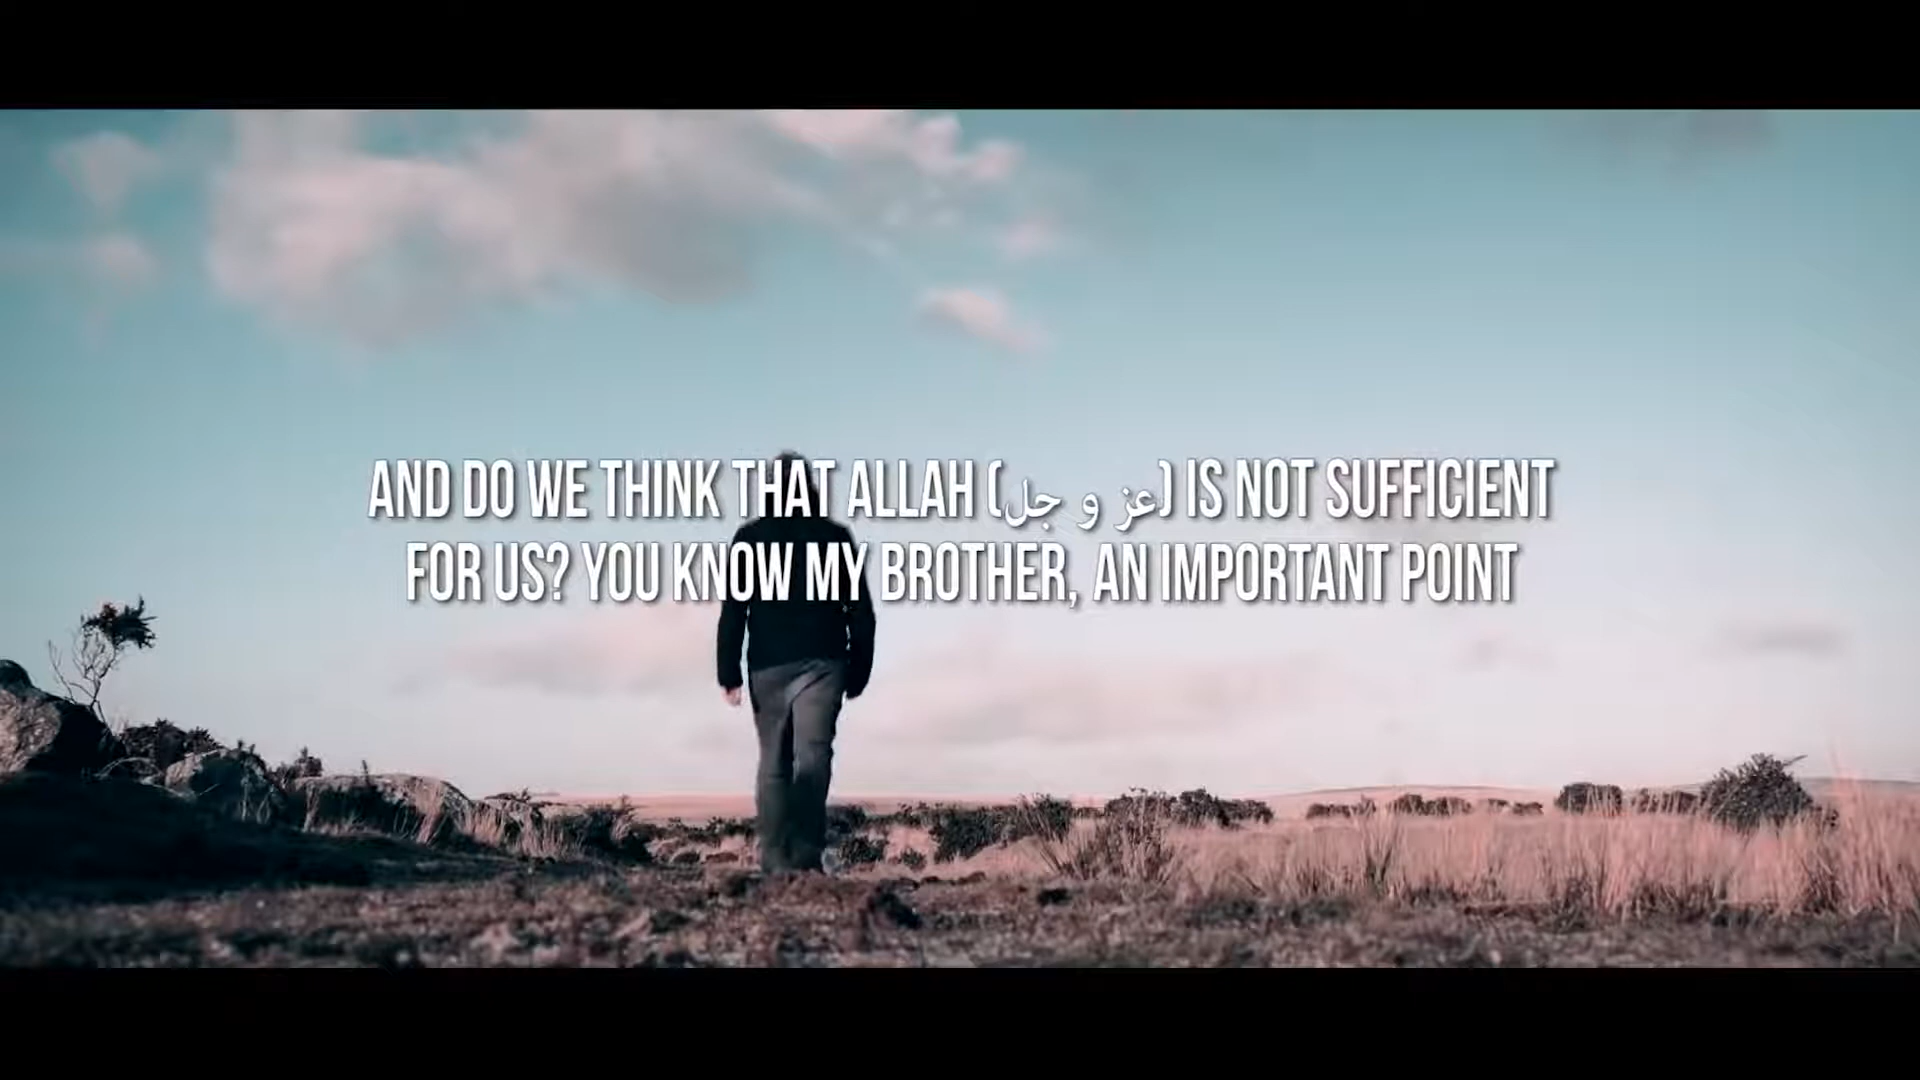 AND DO WE THINK THAT ALLAH (عز و جل) IS NOT SUFFICIENT
FOR US? YOU KNOW MY BROTHER, AN IMPORTANT POINT